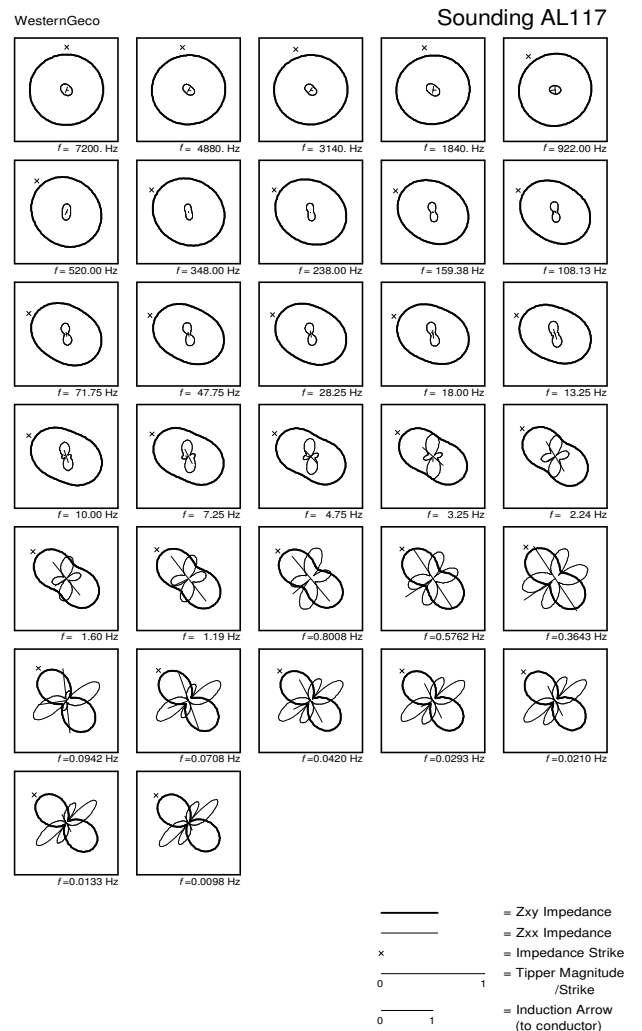 WesternGeco Sounding AL117
f = 7200. Hz f = 4880. Hz f = 3140. Hz f = 1840. Hz f = 922.00 Hz
f = 520.00 Hz f = 348.00 Hz f = 238.00 Hz f = 159.38 Hz f = 108.13 Hz
f = 71.75 Hz f = 47.75 Hz f = 28.25 Hz f = 18.00 Hz f = 13.25 Hz
f = 10.00 Hz f = 7.25 Hz f = 4.75 Hz f = 3.25 Hz f = 2.24 Hz
f = 1.60 Hz f = 1.19 Hz f =0.8008 Hz f =0.5762 Hz f =0.3643 Hz
f =0.0942 Hz f =0.0708 Hz f =0.0420 Hz f =0.0293 Hz f =0.0210 Hz
f =0.0133 Hz f =0.0098 Hz
= Zxy Impedance
= Zxx Impedance
× = Impedance Strike
0 1 = Tipper Magnitude
/Strike
0 1 = Induction Arrow
(to conductor)